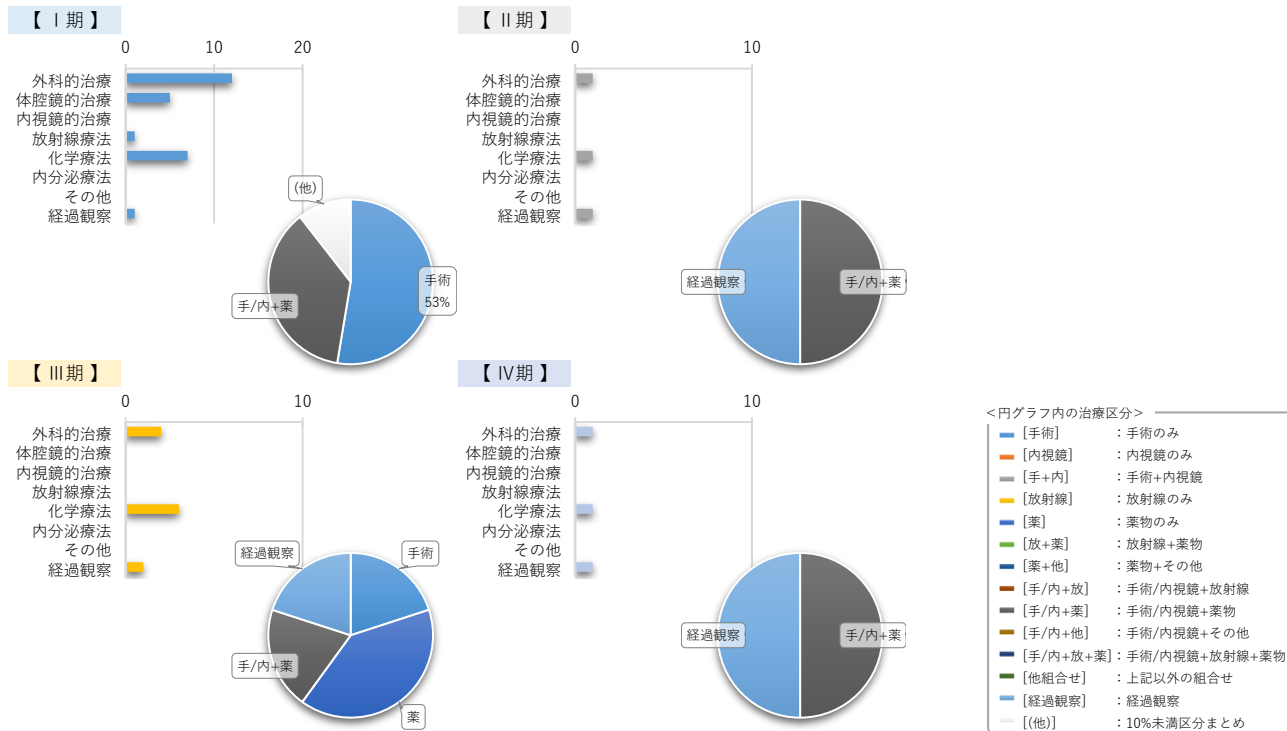 【 Ⅰ期 】
0 10 20
外科的治療
体腔鏡的治療
内視鏡的治療
放射線療法
化学療法
内分泌療法
その他
経過観察
(他)
手/内+薬
手術
53%
【 Ⅱ期 】
0 10
外科的治療
体腔鏡的治療
内視鏡的治療
放射線療法
化学療法
内分泌療法
その他
経過観察
経過観察
手/内+薬
【 Ⅲ期 】
0 10
外科的治療
体腔鏡的治療
内視鏡的治療
放射線療法
化学療法
内分泌療法
その他
経過観察
経過観察
手術
手/内+薬
薬
【 Ⅳ期 】
0 10
外科的治療
体腔鏡的治療
内視鏡的治療
放射線療法
化学療法
内分泌療法
その他
経過観察
経過観察
手/内+薬
<円グラフ内の治療区分>
[手術] :手術のみ
[内視鏡] :内視鏡のみ
[手+内] :手術+内視鏡
[放射線] :放射線のみ
[薬] :薬物のみ
[放+薬] :放射線+薬物
[薬+他] :薬物+その他
[手/内+放] :手術/内視鏡+放射線
[手/内+薬] :手術/内視鏡+薬物
[手/内+他] :手術/内視鏡+その他
[手/内+放+薬]:手術/内視鏡+放射線+薬物
[他組合せ] :上記以外の組合せ
[経過観察] :経過観察
[(他)] :10%未満区分まとめ